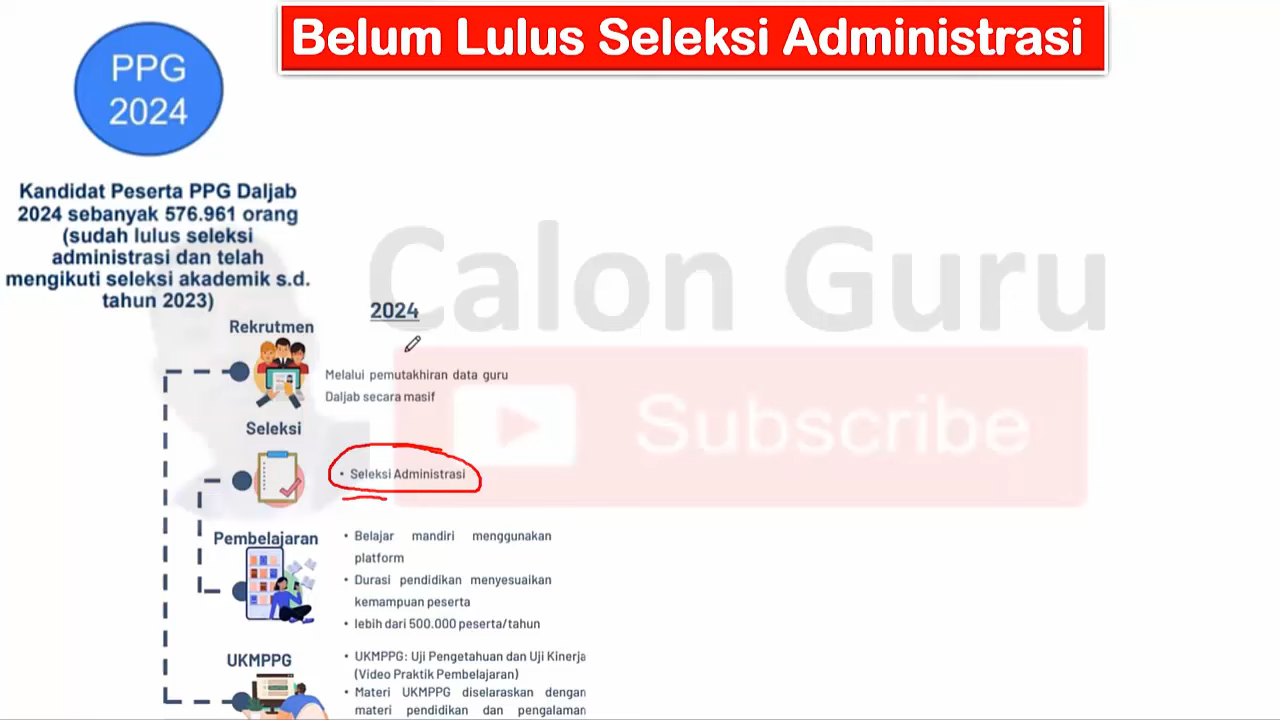 Belum Lulus Seleksi Administrasi
PPG
2024
Kandidat Peserta PPG Daljab
2024 sebanyak 576.961 orang
(sudah lulus seleksi
administrasi dan telah
mengikuti seleksi akademik s.d.
tahun 2023)
Calon Guru
Subscribe
2024
Rekrutmen
Melalui pemutakhiran data guru
Daljab secara masif
Seleksi
• Seleksi Administrasi
Pembelajaran
• Belajar mandiri menggunakan
platform
• Durasi pendidikan menyesuaikan
kemampuan peserta
• lebih dari 500.000 peserta/tahun
UKMPPG
• UKMPPG: Uji Pengetahuan dan Uji Kinerja
(Video Praktik Pembelajaran)
• Materi UKMPPG diselaraskan dengan
materi pendidikan dan pengalaman